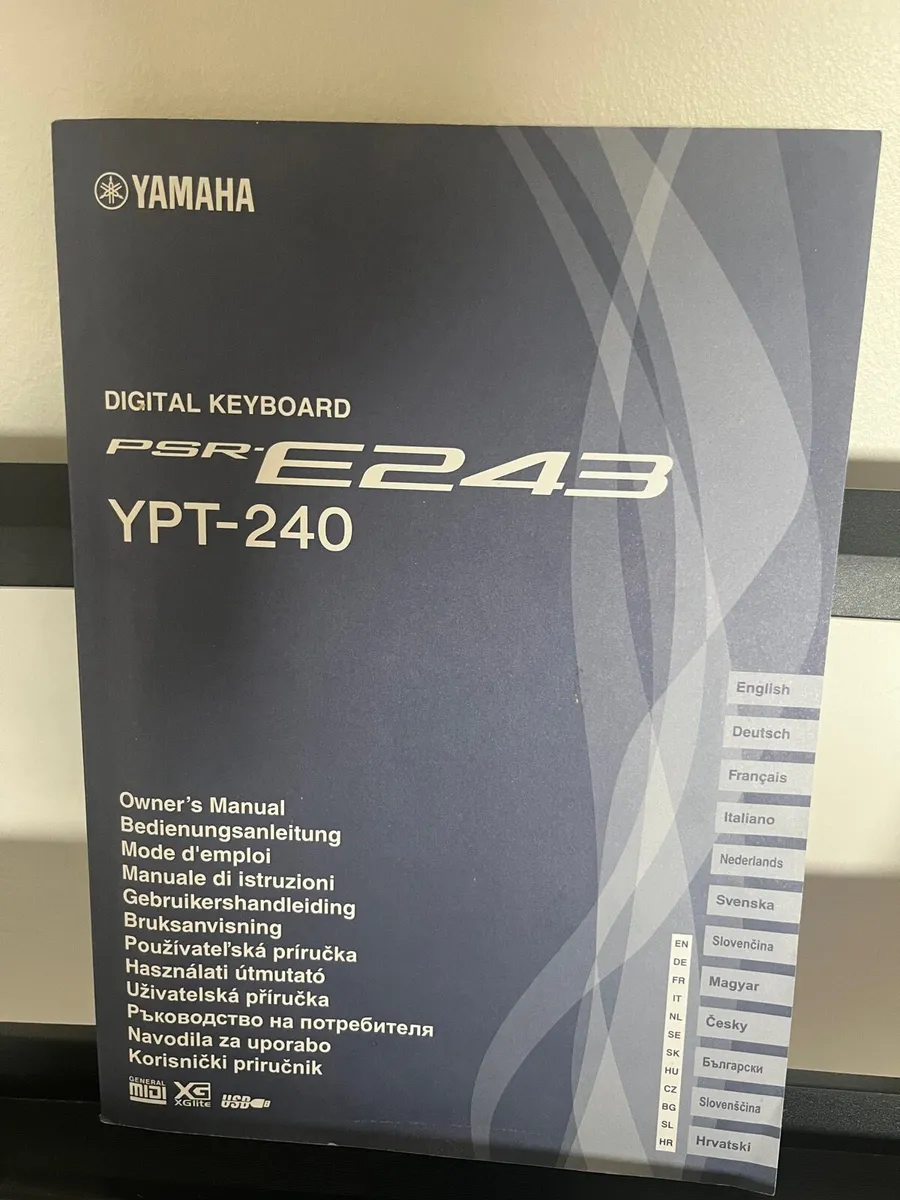 YAMAHA
DIGITAL KEYBOARD
PSR-E243
YPT-240
Owner's Manual
Bedienungsanleitung
Mode d'emploi
Manuale di istruzioni
Gebruikershandleiding
Bruksanvisning
Používateľská príručka
Használati útmutató
Uživatelská příručka
Ръководство на потребителя
Navodila za uporabo
Korisnički priručnik
GENERAL
MIDI
XG
XGlite
USB
English
Deutsch
Français
Italiano
Nederlands
Svenska
Slovenčina
Magyar
Česky
Български
Slovenščina
Hrvatski
EN
DE
FR
IT
NL
SE
SK
HU
CZ
BG
SL
HR